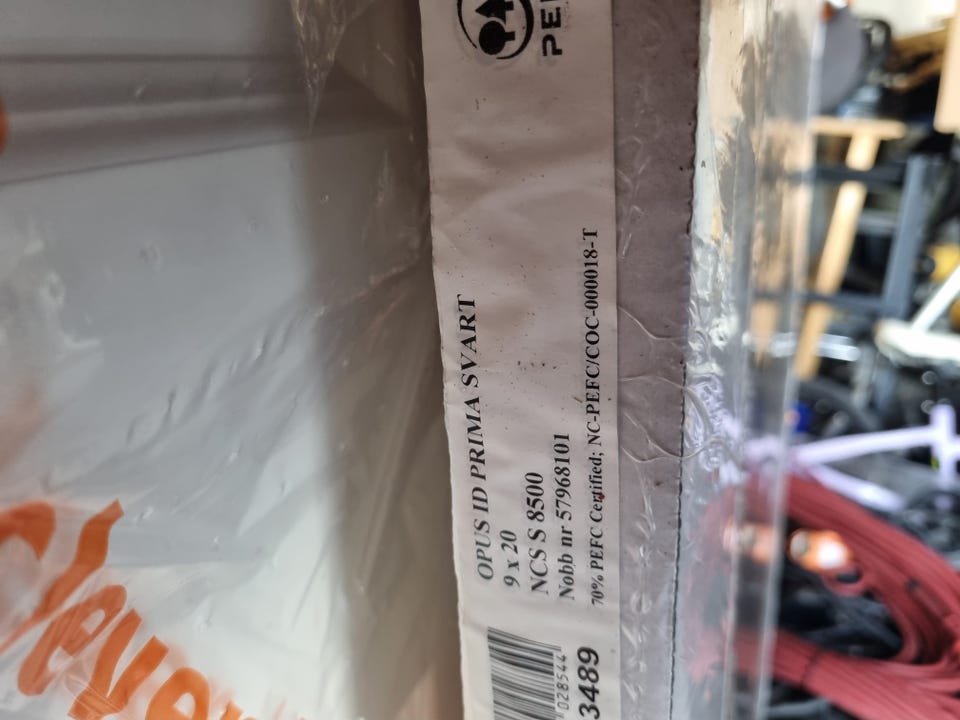 OPUS ID PRIMA SVART
9 x 20
NCS S 8500
Nobb nr 57968101
70% PEFC Certified; NC-PEFC/COC-000018-T
028544
3489